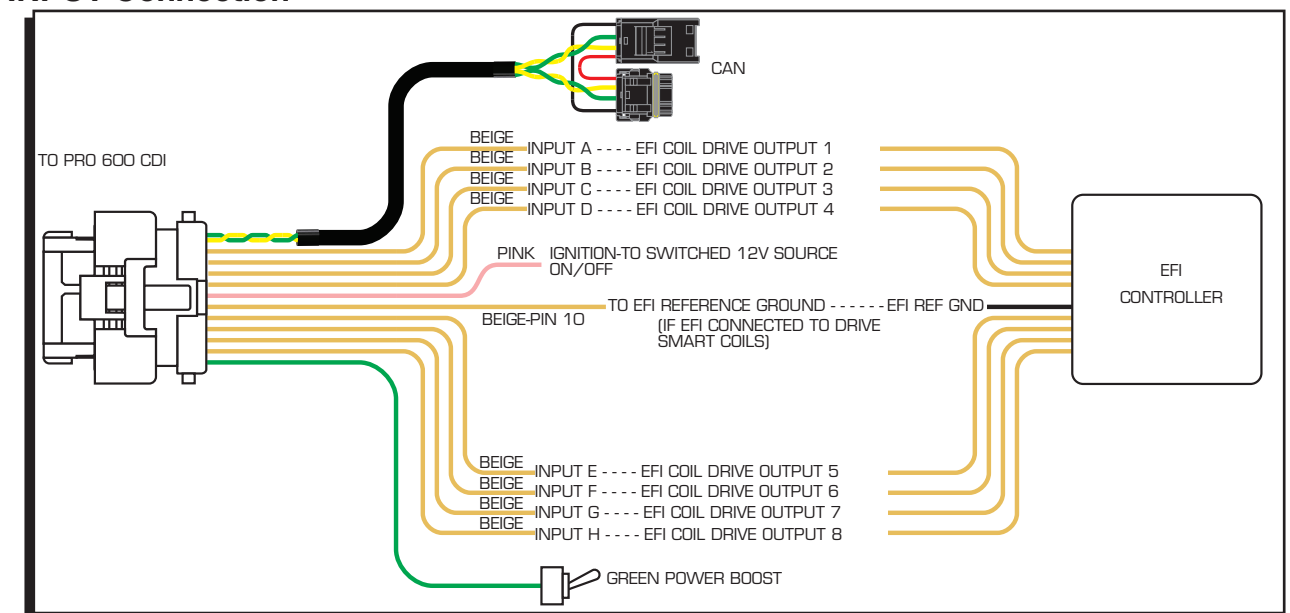 CAN
TO PRO 600 CDI
BEIGE
INPUT A - - - - EFI COIL DRIVE OUTPUT 1
BEIGE
INPUT B - - - - EFI COIL DRIVE OUTPUT 2
BEIGE
INPUT C - - - - EFI COIL DRIVE OUTPUT 3
BEIGE
INPUT D - - - - EFI COIL DRIVE OUTPUT 4
PINK IGNITION-TO SWITCHED 12V SOURCE
ON/OFF
EFI
CONTROLLER
TO EFI REFERENCE GROUND - - - - - - EFI REF GND
BEIGE-PIN 10
(IF EFI CONNECTED TO DRIVE
SMART COILS)
BEIGE
INPUT E - - - - EFI COIL DRIVE OUTPUT 5
BEIGE
INPUT F - - - - EFI COIL DRIVE OUTPUT 6
BEIGE
INPUT G - - - - EFI COIL DRIVE OUTPUT 7
BEIGE
INPUT H - - - - EFI COIL DRIVE OUTPUT 8
GREEN POWER BOOST